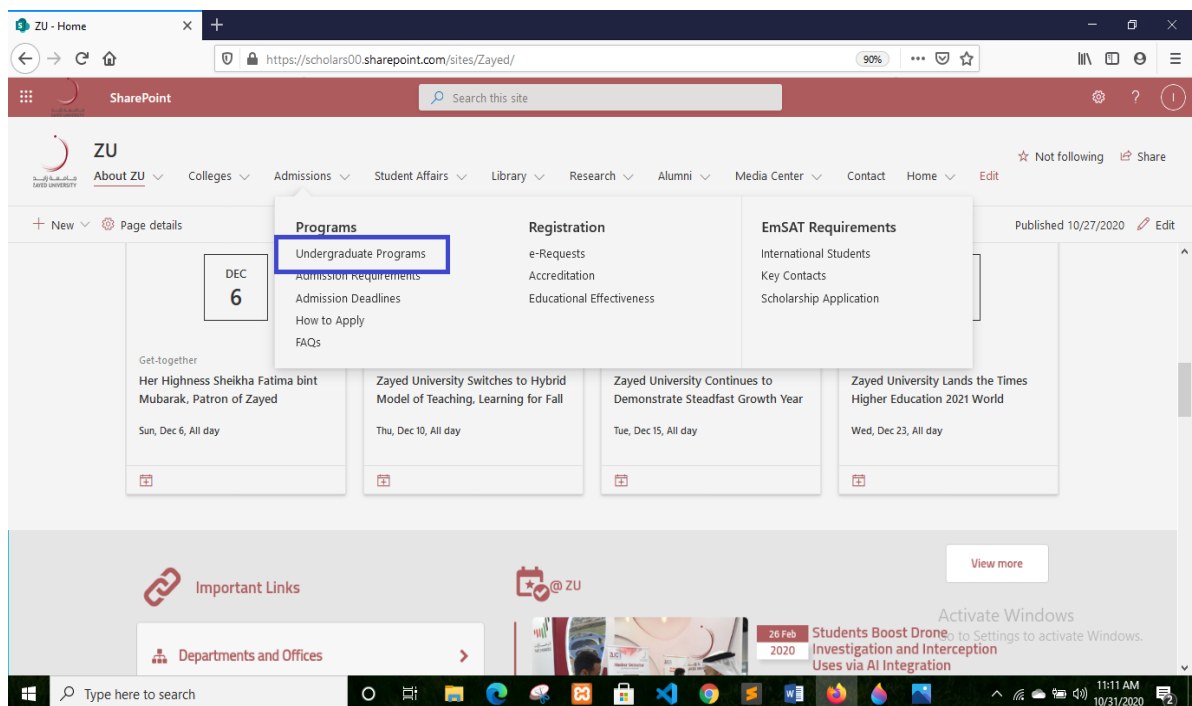 ZU - Home
https://scholars00.sharepoint.com/sites/Zayed/
90%
SharePoint
Search this site
ZAYED UNIVERSITY
ZU
Not following
Share
About ZU
Colleges
Admissions
Student Affairs
Library
Research
Alumni
Media Center
Contact
Home
Edit
New
Page details
Published 10/27/2020
Edit
Programs
Undergraduate Programs
Admission Requirements
Admission Deadlines
How to Apply
FAQs
Registration
e-Requests
Accreditation
Educational Effectiveness
EmSAT Requirements
International Students
Key Contacts
Scholarship Application
DEC
6
Get-together
Her Highness Sheikha Fatima bint
Mubarak, Patron of Zayed
Sun, Dec 6, All day
Zayed University Switches to Hybrid
Model of Teaching, Learning for Fall
Thu, Dec 10, All day
Zayed University Continues to
Demonstrate Steadfast Growth Year
Tue, Dec 15, All day
Zayed University Lands the Times
Higher Education 2021 World
Wed, Dec 23, All day
View more
Important Links
@ ZU
Departments and Offices
26 Feb
2020
Students Boost Drone
Investigation and Interception
Uses via AI Integration
Activate Windows
Go to Settings to activate Windows.
Type here to search
11:11 AM
10/31/2020
2